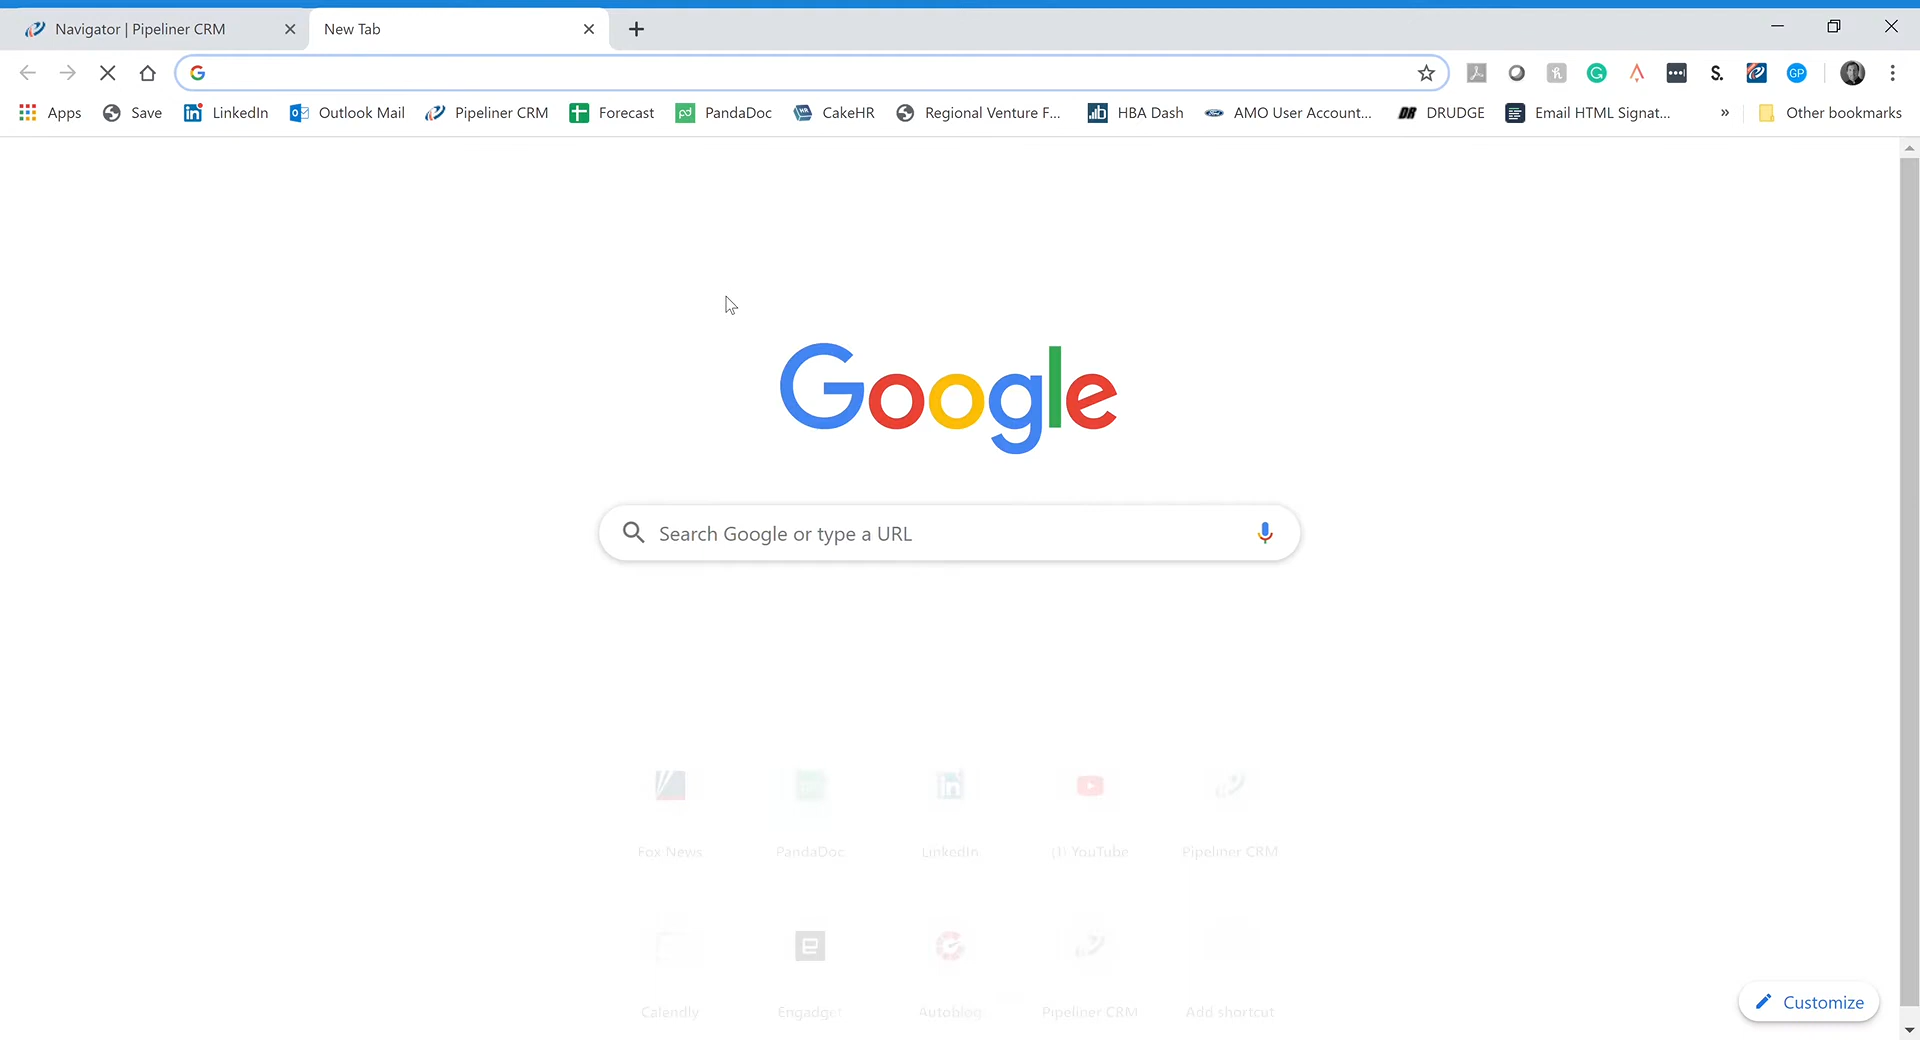 Navigator | Pipeliner CRM
New Tab
Apps Save LinkedIn Outlook Mail Pipeliner CRM Forecast PandaDoc CakeHR Regional Venture F... HBA Dash AMO User Account... DR DRUDGE Email HTML Signat... » Other bookmarks
Google
Search Google or type a URL
Fox News PandaDoc LinkedIn (1) YouTube Pipeliner CRM
Calendly Engadget Autoblog Pipeliner CRM Add shortcut
Customize